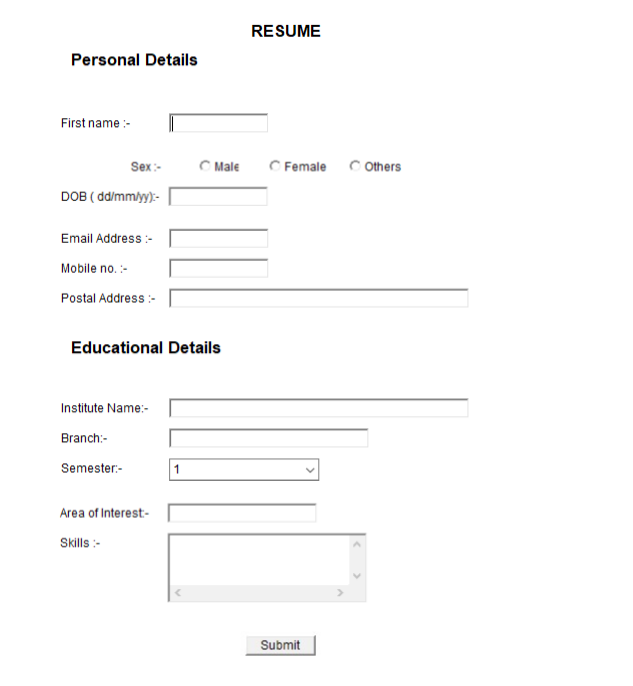 RESUME
Personal Details
First name :-
Sex :- Male Female Others
DOB ( dd/mm/yy):-
Email Address :-
Mobile no. :-
Postal Address :-
Educational Details
Institute Name:-
Branch:-
Semester:- 1
Area of Interest:-
Skills :-
Submit